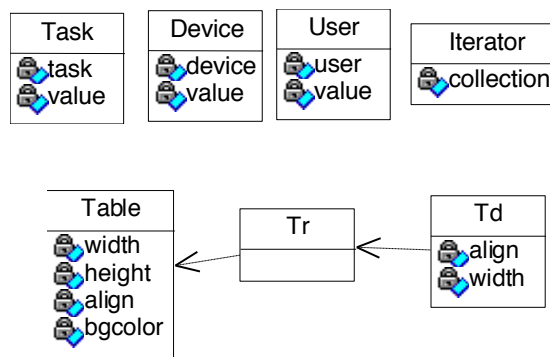 Task
task
value
Device
device
value
User
user
value
Iterator
collection
Table
width
height
align
bgcolor
Tr
Td
align
width